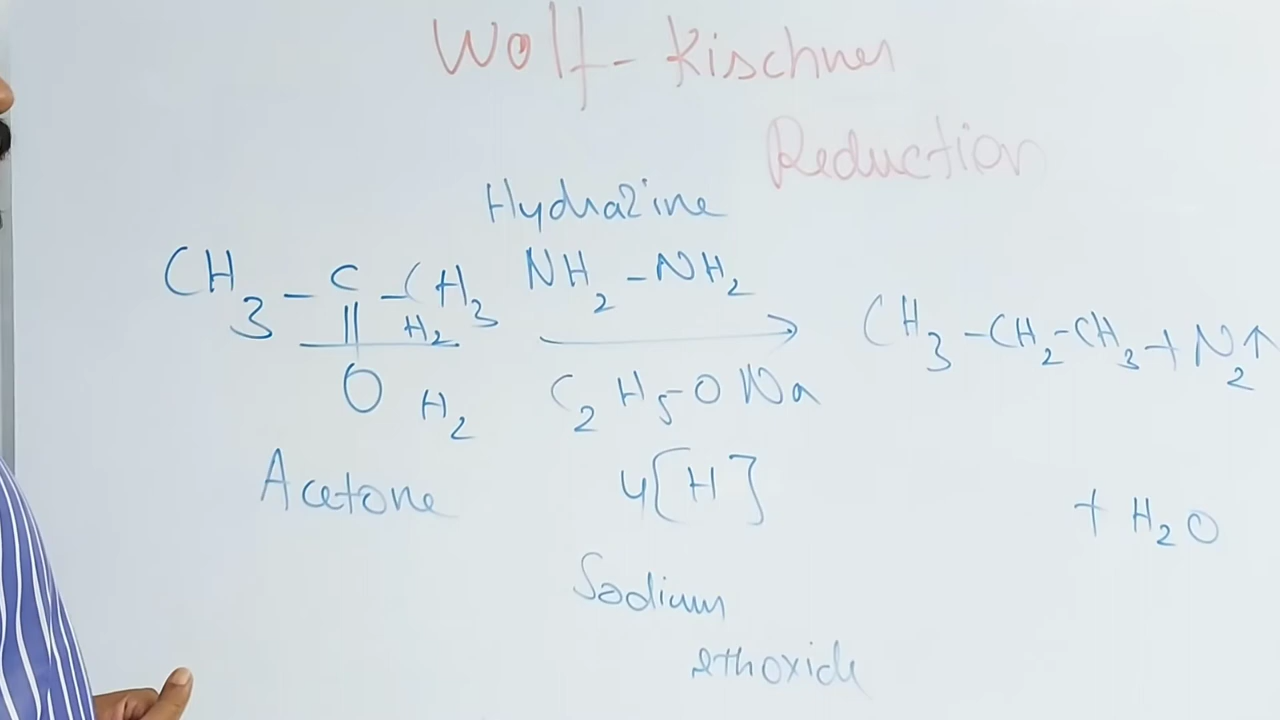 Wolf-Kischner
Reduction
Hydrazine
CH3-C-CH3 NH2-NH2
||
H2
O
H2
C2H5-ONa
CH3-CH2-CH3+N2↑
Acetone
4[H]
+ H2O
Sodium
ethoxide